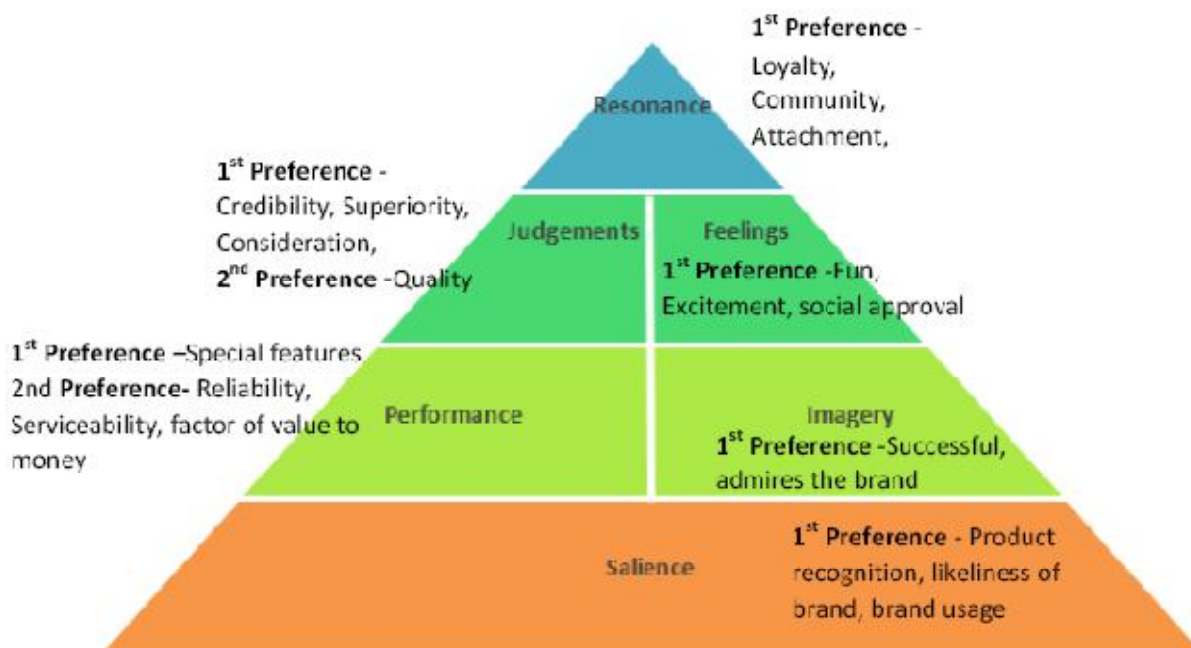 1st Preference -
Loyalty,
Community,
Attachment,
Resonance
1st Preference -
Credibility, Superiority,
Consideration,
2nd Preference -Quality
Judgements
Feelings
1st Preference -Fun,
Excitement, social approval
1st Preference –Special features
2nd Preference- Reliability,
Serviceability, factor of value to
money
Performance
Imagery
1st Preference -Successful,
admires the brand
Salience
1st Preference - Product
recognition, likeliness of
brand, brand usage